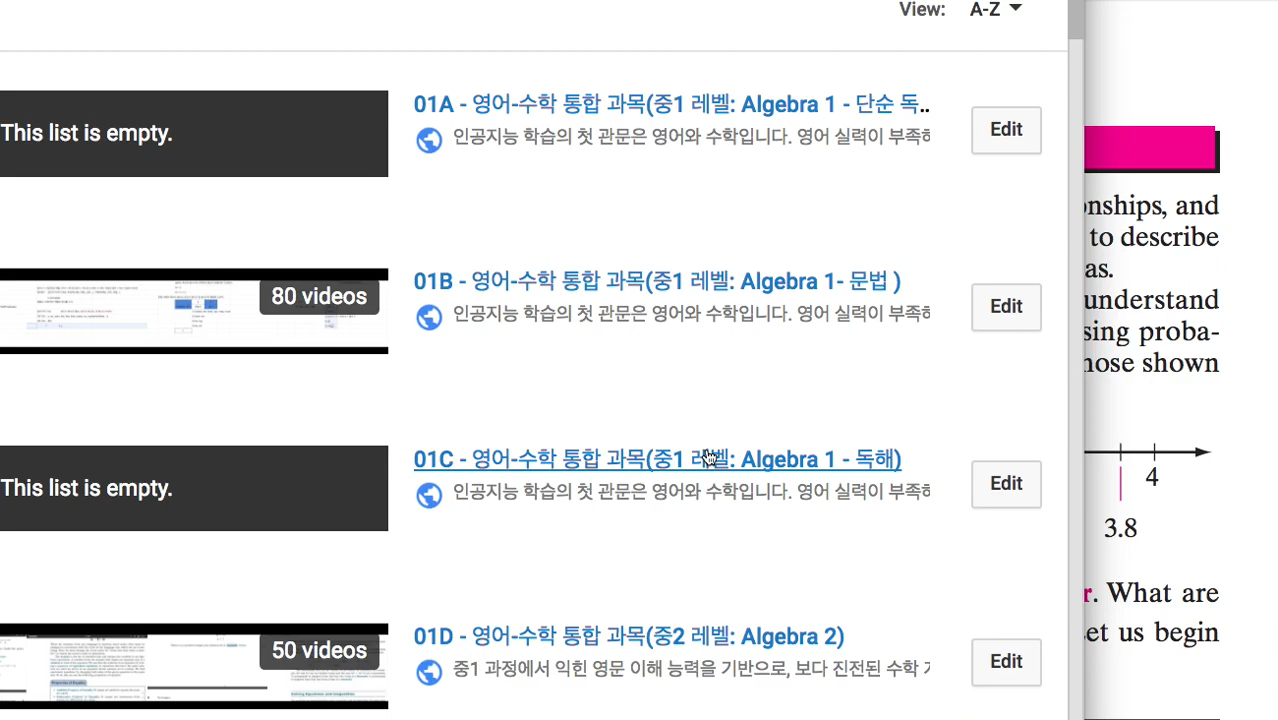 View: A-Z
This list is empty.
01A - 영어-수학 통합 과목(중1 레벨: Algebra 1 - 단순 독...
인공지능 학습의 첫 관문은 영어와 수학입니다. 영어 실력이 부족하
Edit
80 videos
01B - 영어-수학 통합 과목(중1 레벨: Algebra 1- 문법 )
인공지능 학습의 첫 관문은 영어와 수학입니다. 영어 실력이 부족하
Edit
This list is empty.
01C - 영어-수학 통합 과목(중1 레벨: Algebra 1 - 독해)
인공지능 학습의 첫 관문은 영어와 수학입니다. 영어 실력이 부족하
Edit
50 videos
01D - 영어-수학 통합 과목(중2 레벨: Algebra 2)
중1 과정에서 익힌 영문 이해 능력을 기반으로, 보다 진전된 수학
Edit
onships, and
to describe
as.
understand
sing proba-
hose shown
4
3.8
r. What are
et us begin